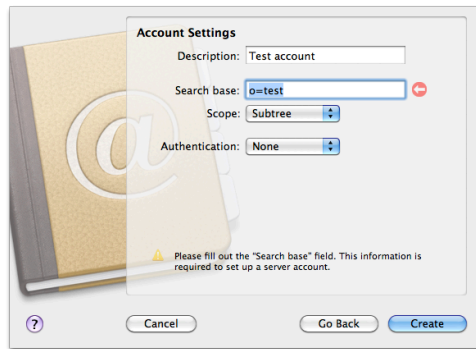 Account Settings
Description: Test account
Search base: o=test
Scope: Subtree
Authentication: None
Please fill out the "Search base" field. This information is
required to set up a server account.
? Cancel Go Back Create